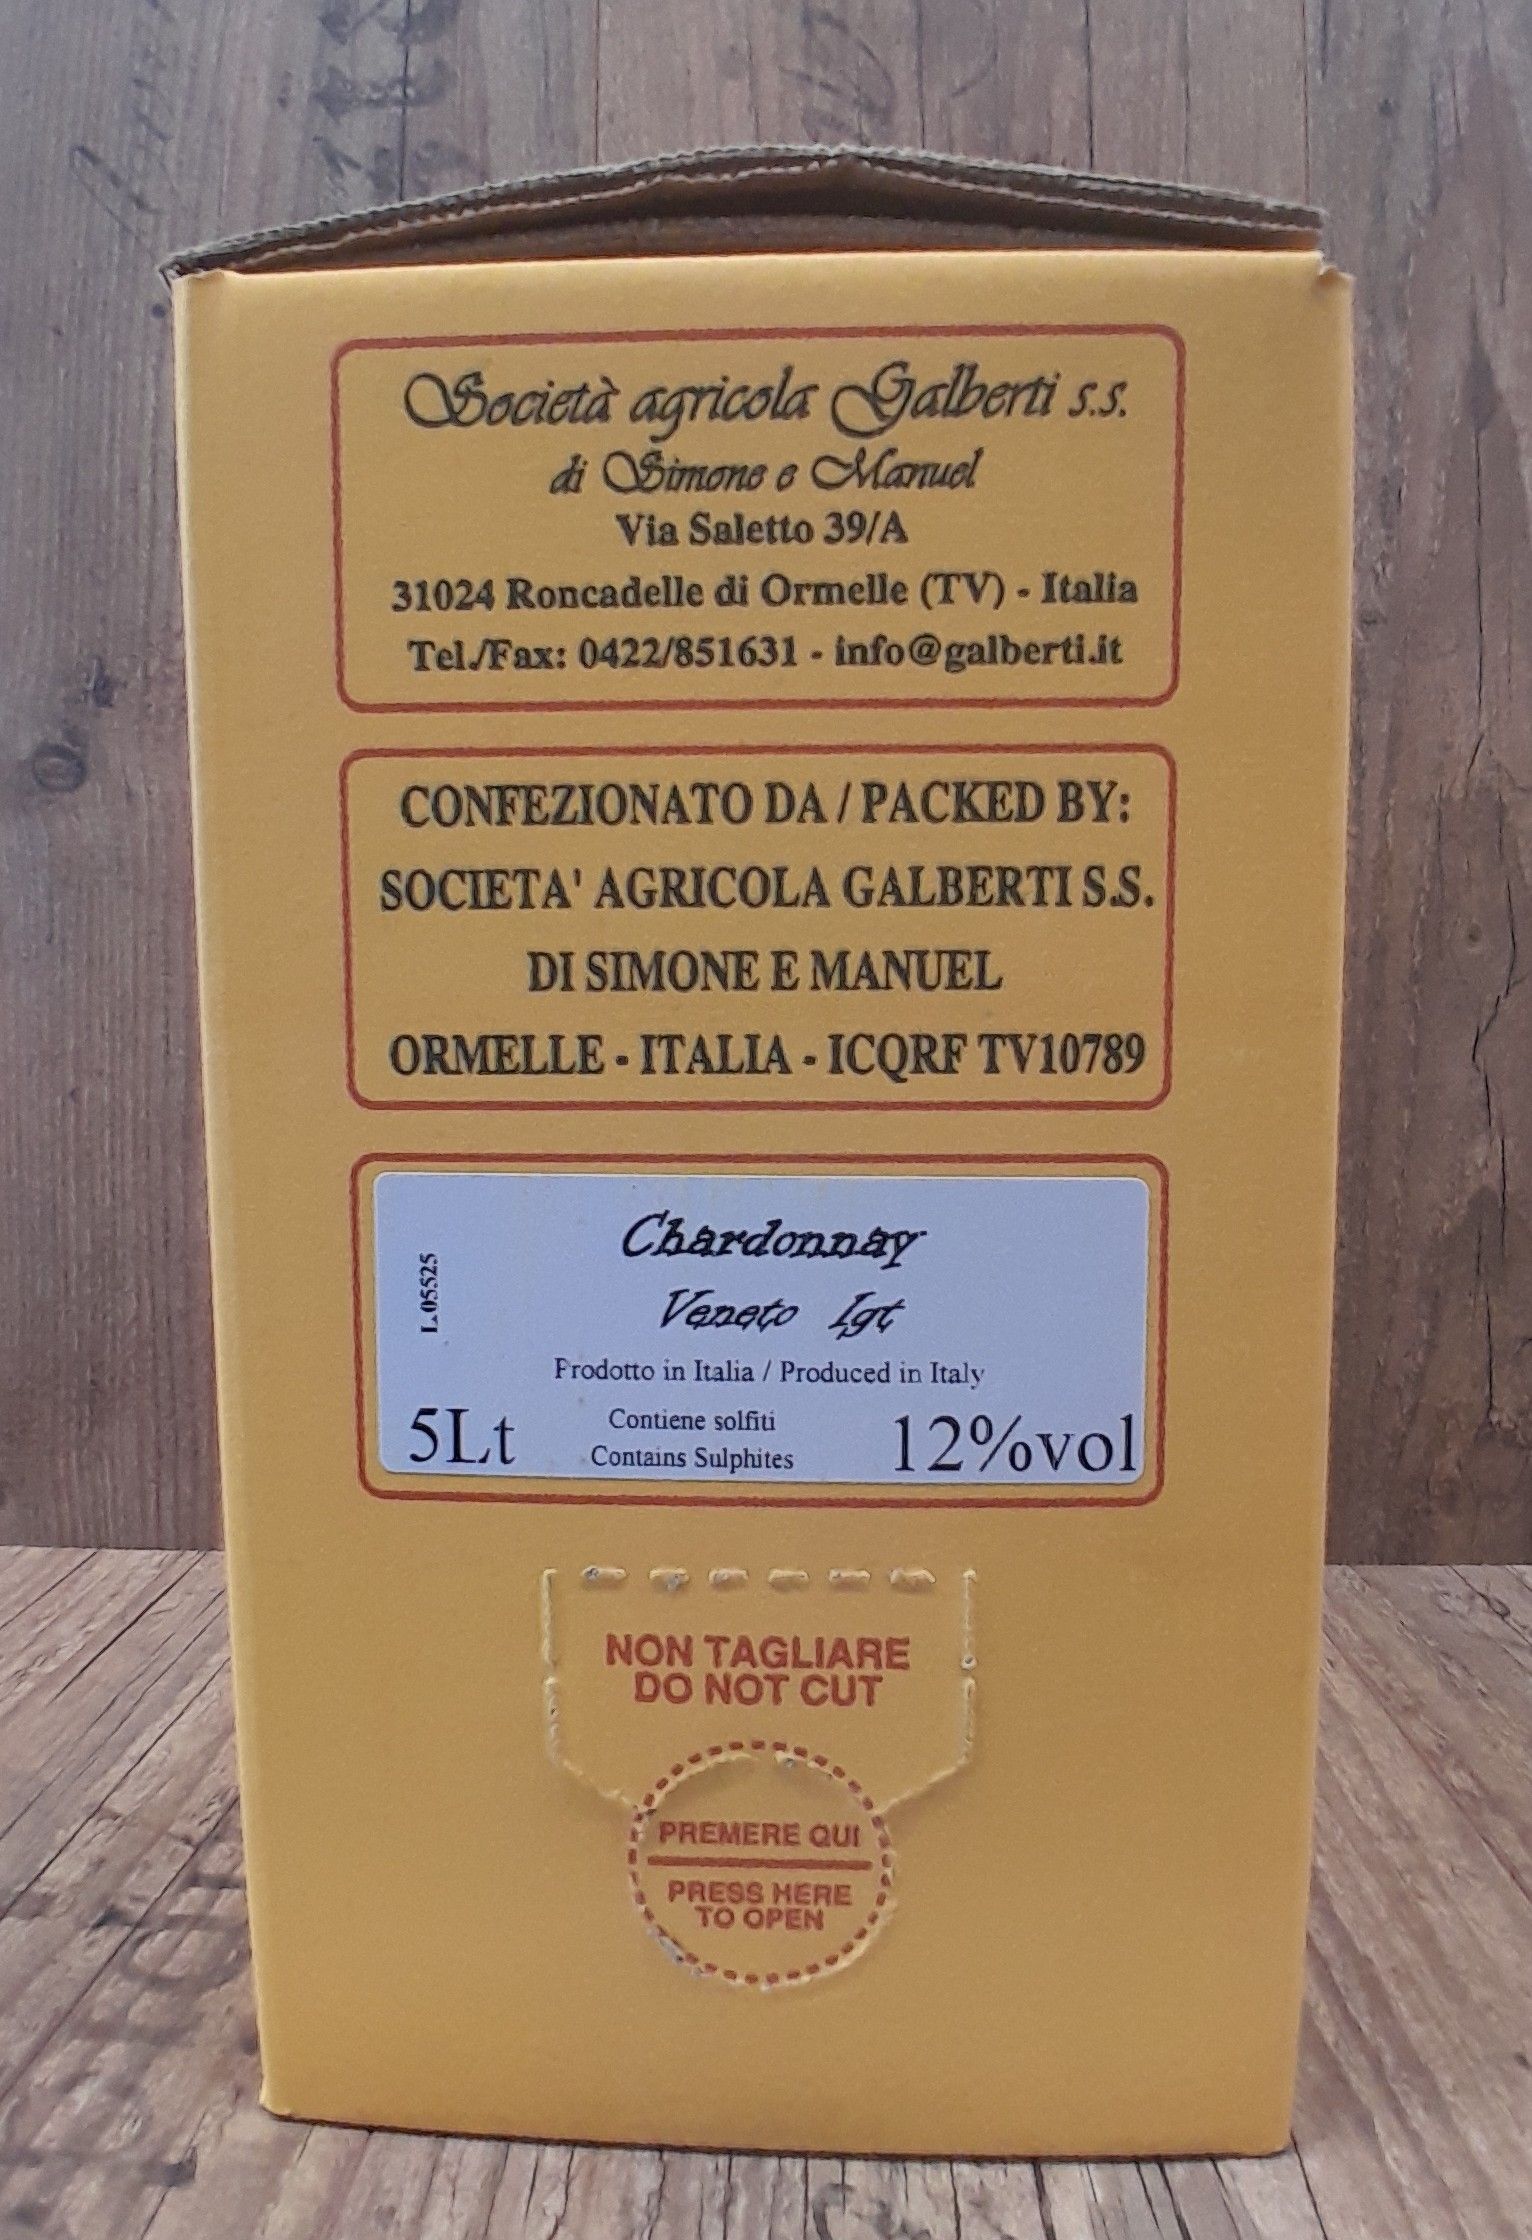 Società agricola Galberti s.s.
di Simone e Manuel
Via Saletto 39/A
31024 Roncadelle di Ormelle (TV) - Italia
Tel./Fax: 0422/851631 - info@galberti.it
CONFEZIONATO DA / PACKED BY:
SOCIETA' AGRICOLA GALBERTI S.S.
DI SIMONE E MANUEL
ORMELLE - ITALIA - ICQRF TV10789
L.05525
Chardonnay
Veneto Igt
Prodotto in Italia / Produced in Italy
5Lt
Contiene solfiti
Contains Sulphites
12%vol
NON TAGLIARE
DO NOT CUT
PREMERE QUI
PRESS HERE
TO OPEN